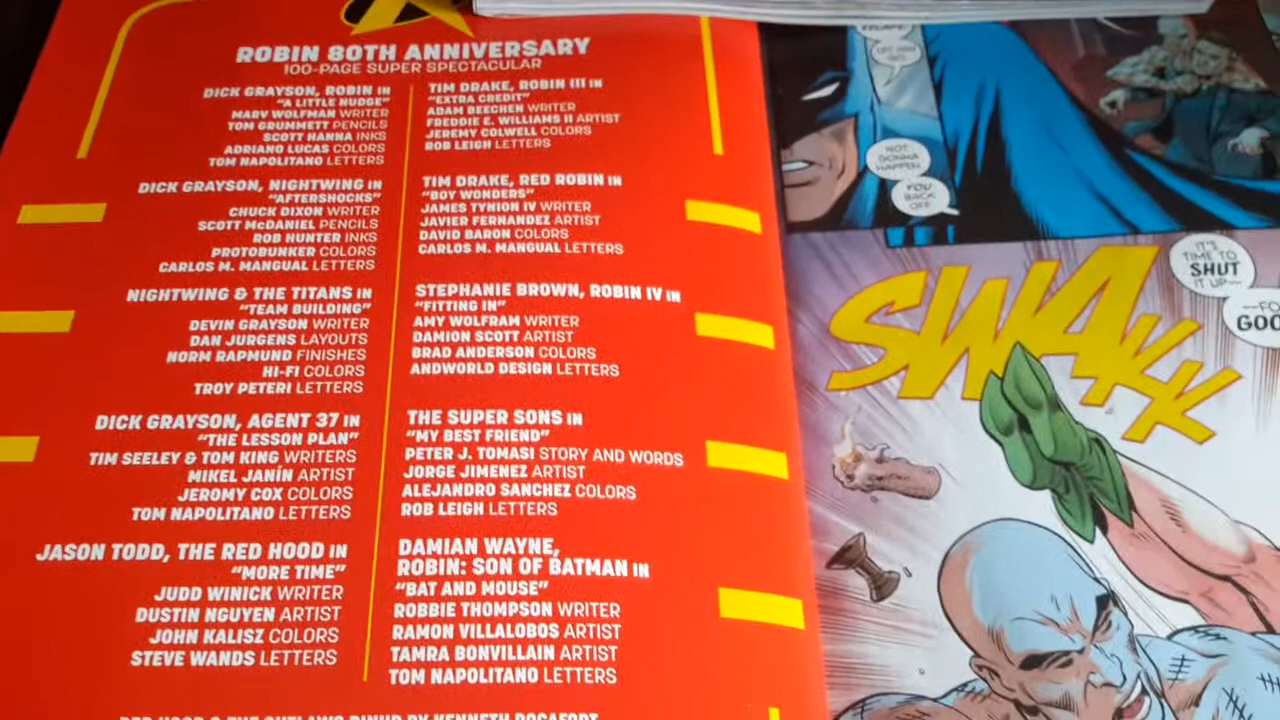 ROBIN 80TH ANNIVERSARY
100-PAGE SUPER SPECTACULAR
DICK GRAYSON, ROBIN IN
"A LITTLE NUDGE"
MARV WOLFMAN WRITER
TOM GRUMMETT PENCILS
SCOTT HANNA INKS
ADRIANO LUCAS COLORS
TOM NAPOLITANO LETTERS
DICK GRAYSON, NIGHTWING IN
"AFTERSHOCKS"
CHUCK DIXON WRITER
SCOTT McDANIEL PENCILS
ROB HUNTER INKS
PROTOBUNKER COLORS
CARLOS M. MANGUAL LETTERS
NIGHTWING & THE TITANS IN
"TEAM BUILDING"
DEVIN GRAYSON WRITER
DAN JURGENS LAYOUTS
NORM RAPMUND FINISHES
HI-FI COLORS
TROY PETERI LETTERS
DICK GRAYSON, AGENT 37 IN
"THE LESSON PLAN"
TIM SEELEY & TOM KING WRITERS
MIKEL JANÍN ARTIST
JEROMY COX COLORS
TOM NAPOLITANO LETTERS
JASON TODD, THE RED HOOD IN
"MORE TIME"
JUDD WINICK WRITER
DUSTIN NGUYEN ARTIST
JOHN KALISZ COLORS
STEVE WANDS LETTERS
TIM DRAKE, ROBIN III IN
"EXTRA CREDIT"
ADAM BEECHEN WRITER
FREDDIE E. WILLIAMS II ARTIST
JEREMY COLWELL COLORS
ROB LEIGH LETTERS
TIM DRAKE, RED ROBIN IN
"BOY WONDERS"
JAMES TYNION IV WRITER
JAVIER FERNANDEZ ARTIST
DAVID BARON COLORS
CARLOS M. MANGUAL LETTERS
STEPHANIE BROWN, ROBIN IV IN
"FITTING IN"
AMY WOLFRAM WRITER
DAMION SCOTT ARTIST
BRAD ANDERSON COLORS
ANDWORLD DESIGN LETTERS
THE SUPER SONS IN
"MY BEST FRIEND"
PETER J. TOMASI STORY AND WORDS
JORGE JIMENEZ ARTIST
ALEJANDRO SANCHEZ COLORS
ROB LEIGH LETTERS
DAMIAN WAYNE,
ROBIN: SON OF BATMAN IN
"BAT AND MOUSE"
ROBBIE THOMPSON WRITER
RAMON VILLALOBOS ARTIST
TAMRA BONVILLAIN ARTIST
TOM NAPOLITANO LETTERS
RED HOOD & THE OUTLAWS PINUP BY KENNETH ROCAFORT
NOT
GONNA
HAPPEN.
YOU
BACK
OFF.
SWAKK
IT'S
TIME TO
SHUT
IT UP--